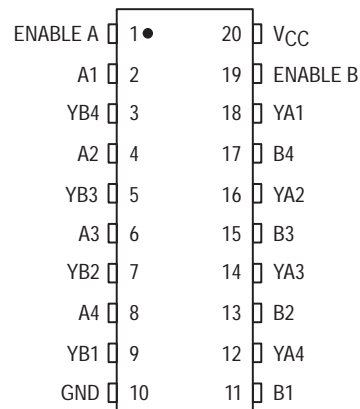 ENABLE A 1 20 VCC
A1 2 19 ENABLE B
YB4 3 18 YA1
A2 4 17 B4
YB3 5 16 YA2
A3 6 15 B3
YB2 7 14 YA3
A4 8 13 B2
YB1 9 12 YA4
GND 10 11 B1